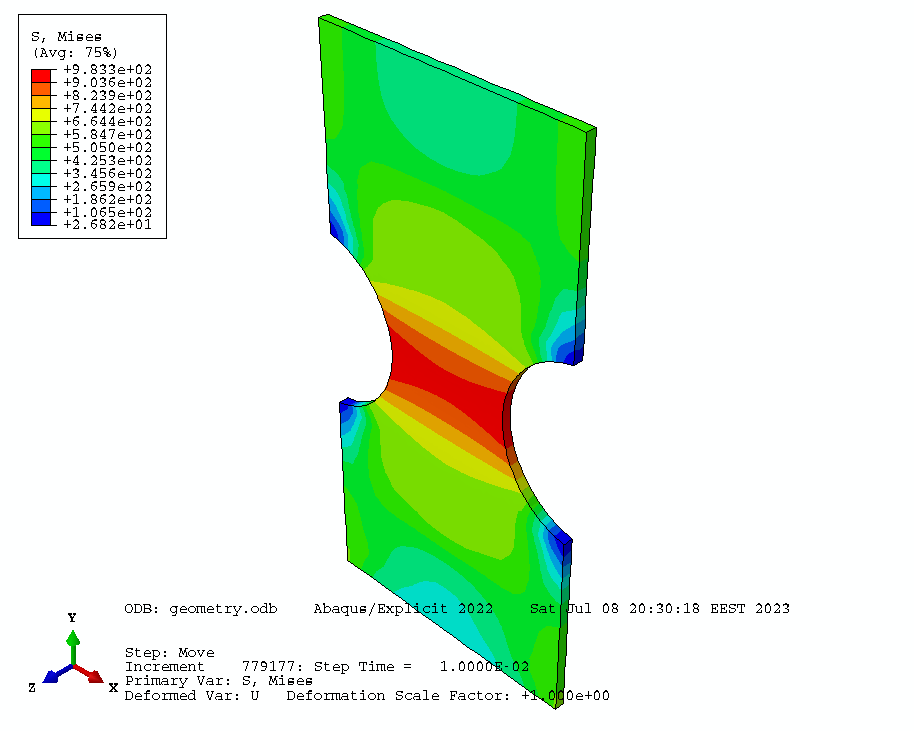 S, Mises
(Avg: 75%)
+9.833e+02
+9.036e+02
+8.239e+02
+7.442e+02
+6.644e+02
+5.847e+02
+5.050e+02
+4.253e+02
+3.456e+02
+2.659e+02
+1.862e+02
+1.065e+02
+2.682e+01
Y
Z X
ODB: geometry.odb Abaqus/Explicit 2022 Sat Jul 08 20:30:18 EEST 2023
Step: Move
Increment 779177: Step Time = 1.0000E-02
Primary Var: S, Mises
Deformed Var: U Deformation Scale Factor: +1.000e+00